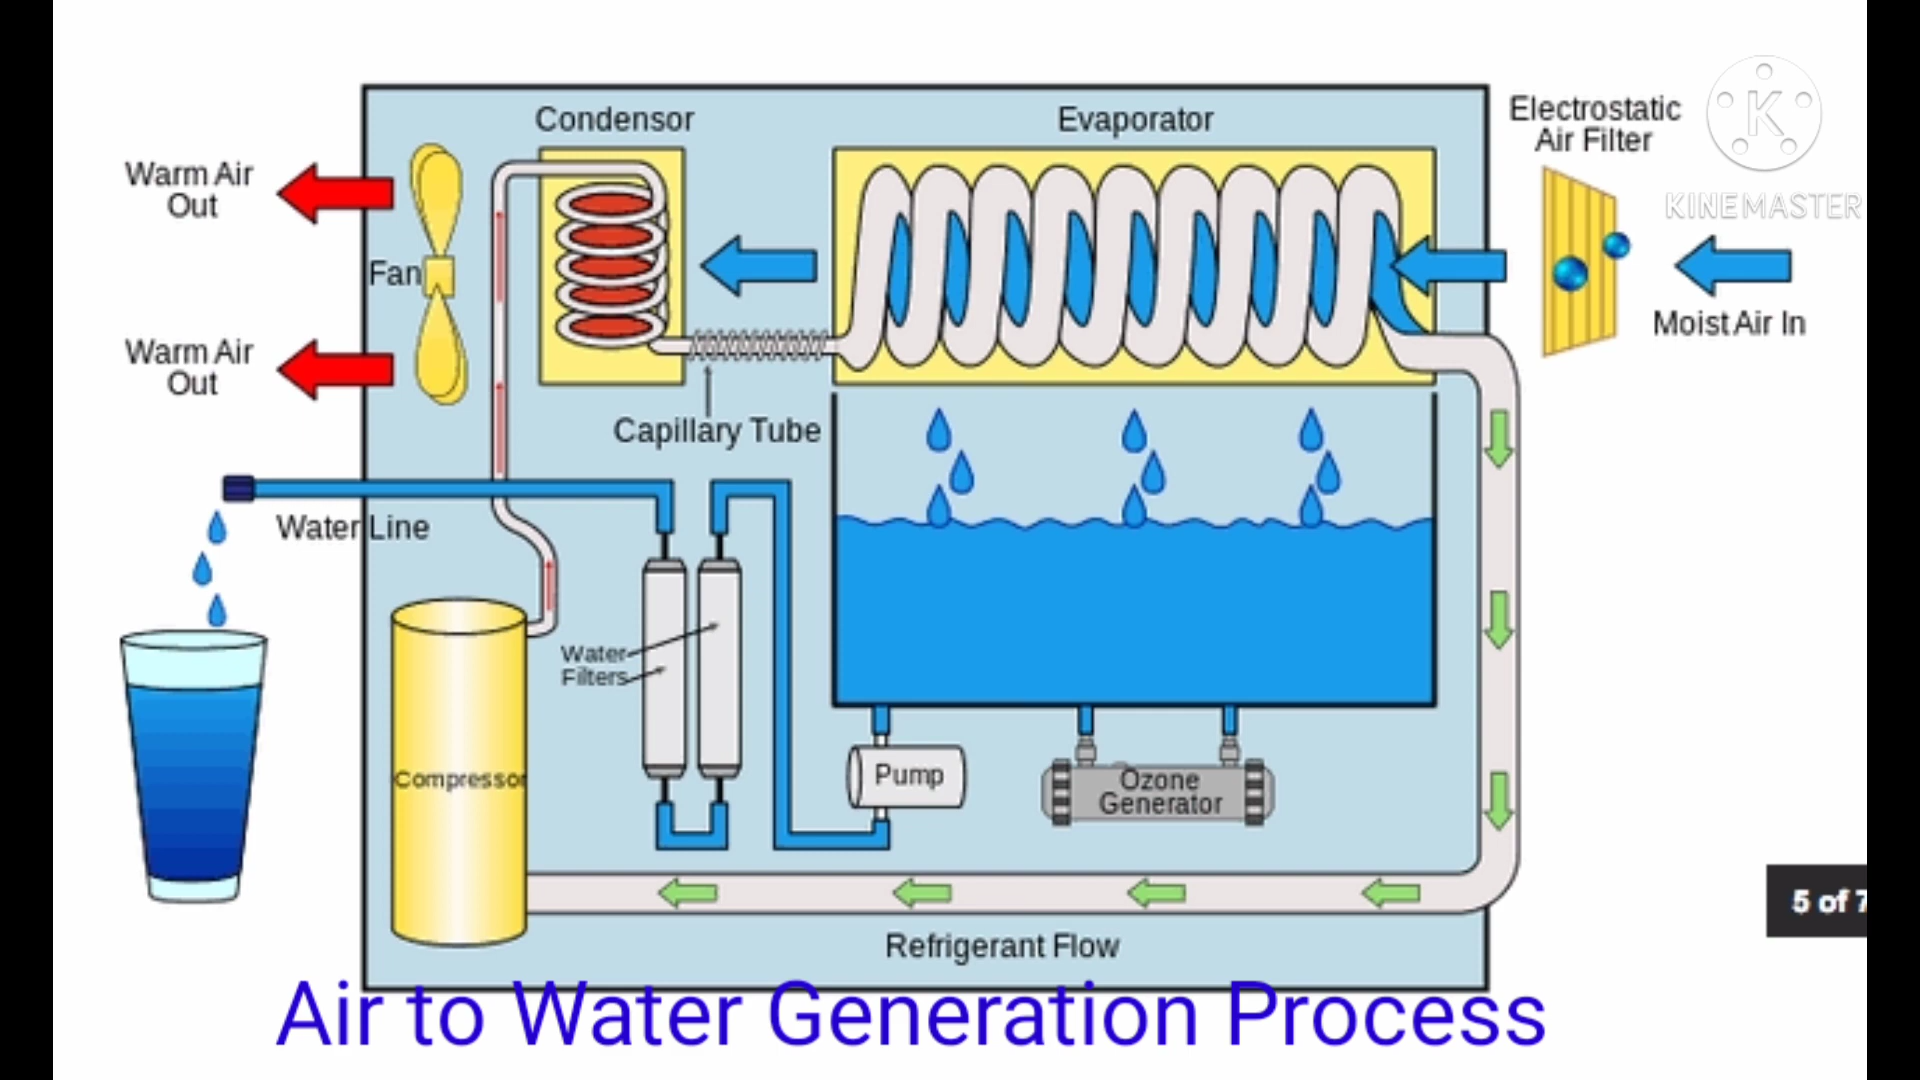 Condensor
Evaporator
Electrostatic
Air Filter
K
KINEMASTER
Warm Air
Out
Fan
Moist Air In
Warm Air
Out
Capillary Tube
Water Line
Water
Filters
Compressor
Pump
Ozone
Generator
5 of 7
Refrigerant Flow
Air to Water Generation Process